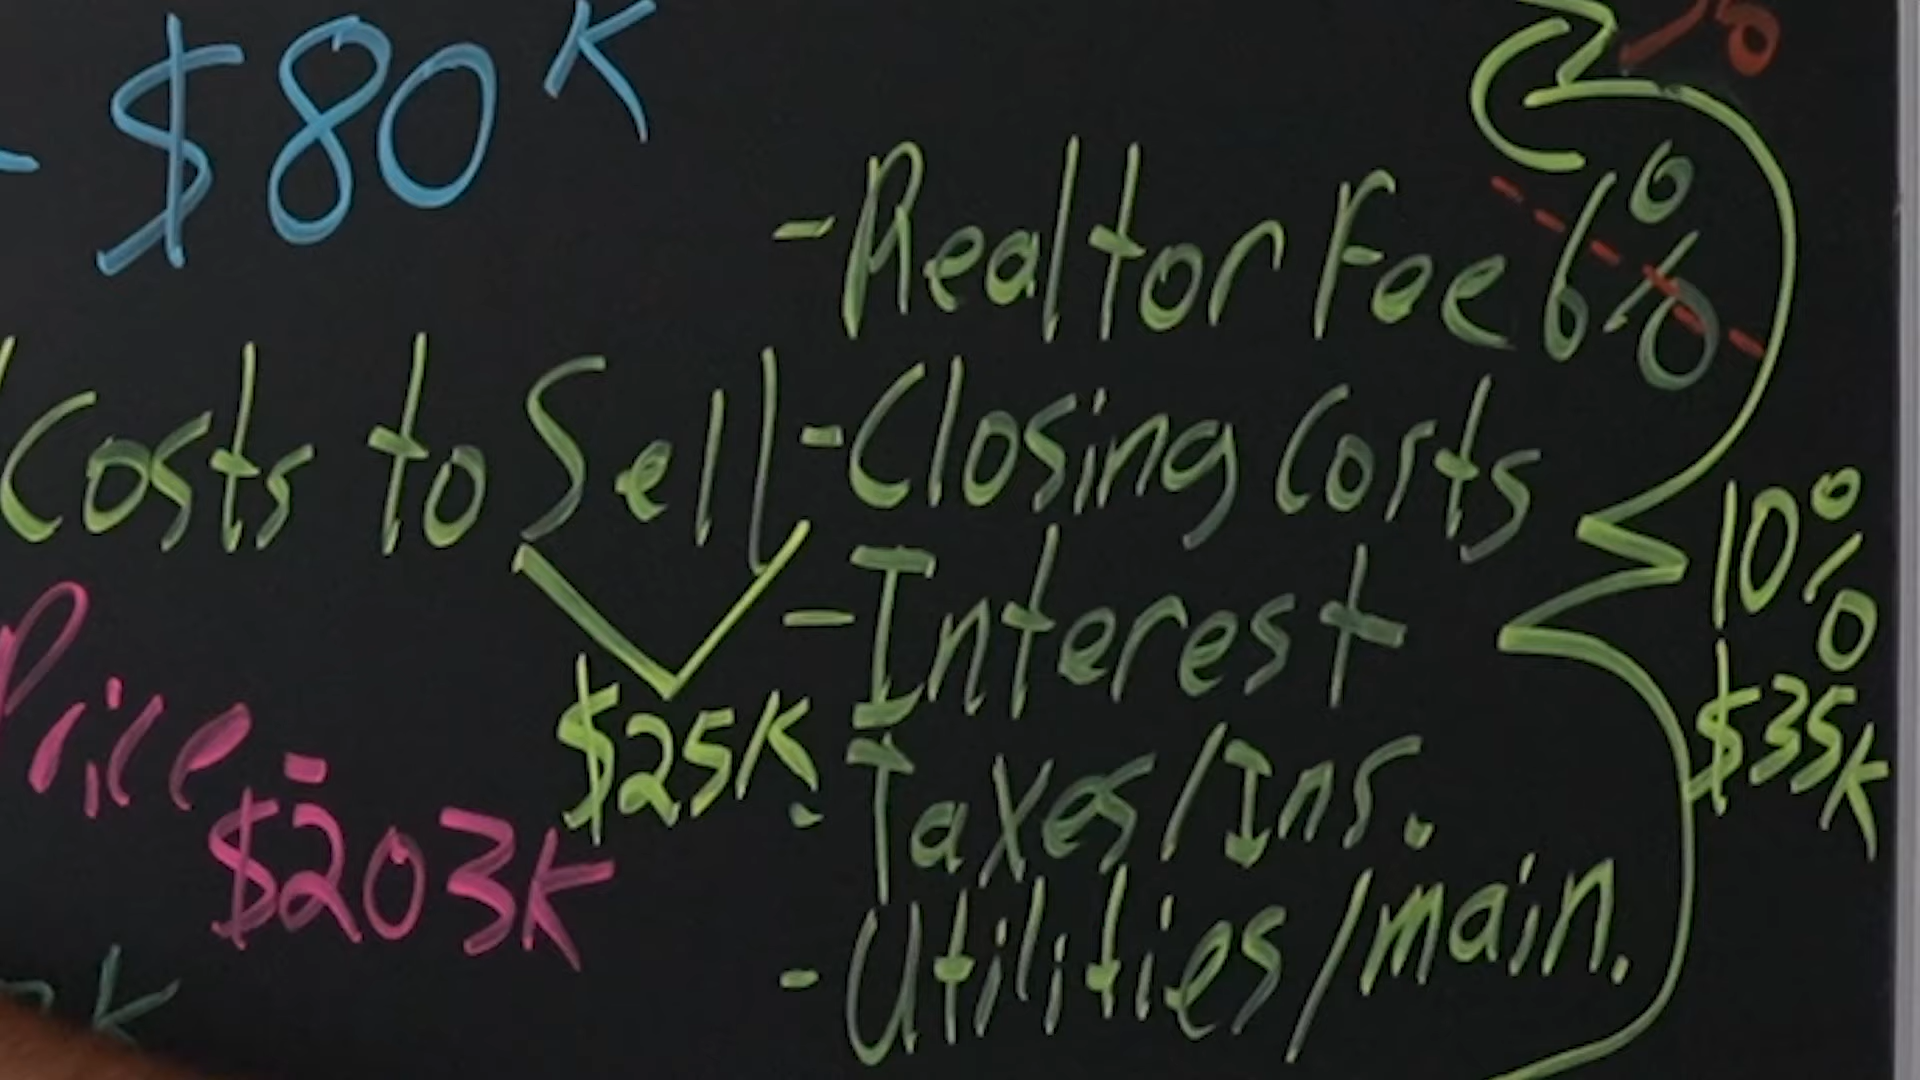 - $80K
- Realtor Fee 6%
Costs to Sell
- Closing Costs
10%
- Interest
$35K
$25K
Price -
$203K
- Taxes/Ins.
- Utilities/main.
K